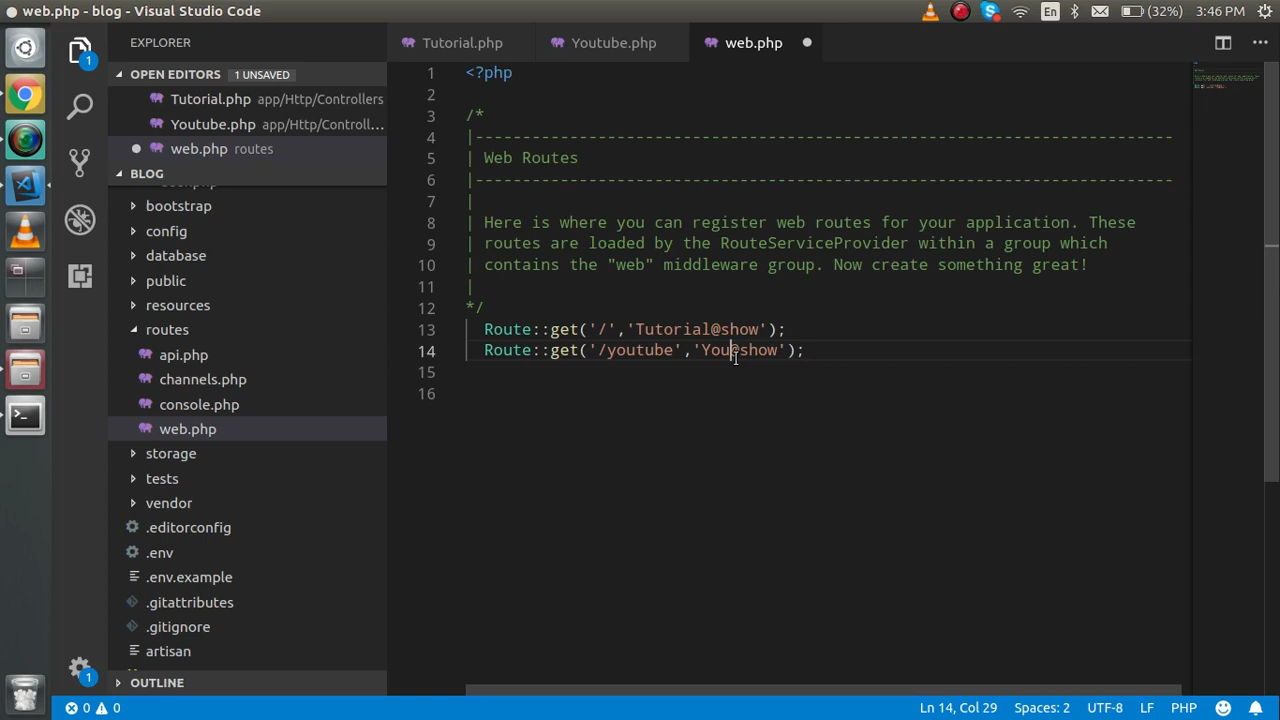 web.php - blog - Visual Studio Code
En
(32%)
3:46 PM
EXPLORER
Tutorial.php
Youtube.php
web.php
OPEN EDITORS
1 UNSAVED
Tutorial.php app/Http/Controllers
Youtube.php app/Http/Controll...
web.php routes
BLOG
bootstrap
config
database
public
resources
routes
api.php
channels.php
console.php
web.php
storage
tests
vendor
.editorconfig
.env
.env.example
.gitattributes
.gitignore
artisan
OUTLINE
1
1
1 <?php
2
3 /*
4 |--------------------------------------------------------------------------
5 | Web Routes
6 |--------------------------------------------------------------------------
7 |
8 | Here is where you can register web routes for your application. These
9 | routes are loaded by the RouteServiceProvider within a group which
10 | contains the "web" middleware group. Now create something great!
11 |
12 */
13 Route::get('/','Tutorial@show');
14 Route::get('/youtube','You@show');
15
16
0 0
Ln 14, Col 29
Spaces: 2
UTF-8
LF
PHP